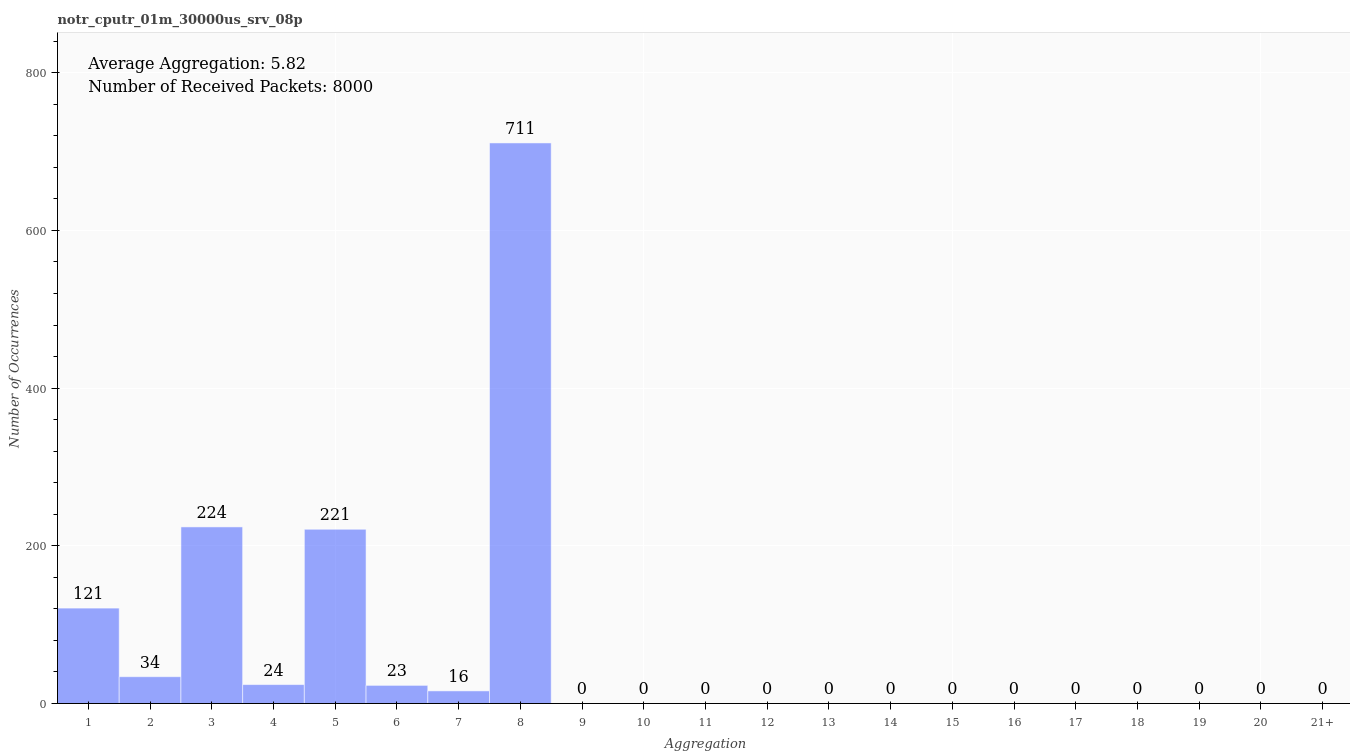 notr_cputr_01m_30000us_srv_08p
Average Aggregation: 5.82
Number of Received Packets: 8000
800
600
400
200
0
Number of Occurrences
121
34
224
24
221
23
16
711
0 0 0 0 0 0 0 0 0 0 0 0 0
1 2 3 4 5 6 7 8 9 10 11 12 13 14 15 16 17 18 19 20 21+
Aggregation